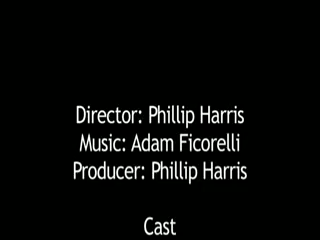 Director: Phillip Harris
Music: Adam Ficorelli
Producer: Phillip Harris
Cast